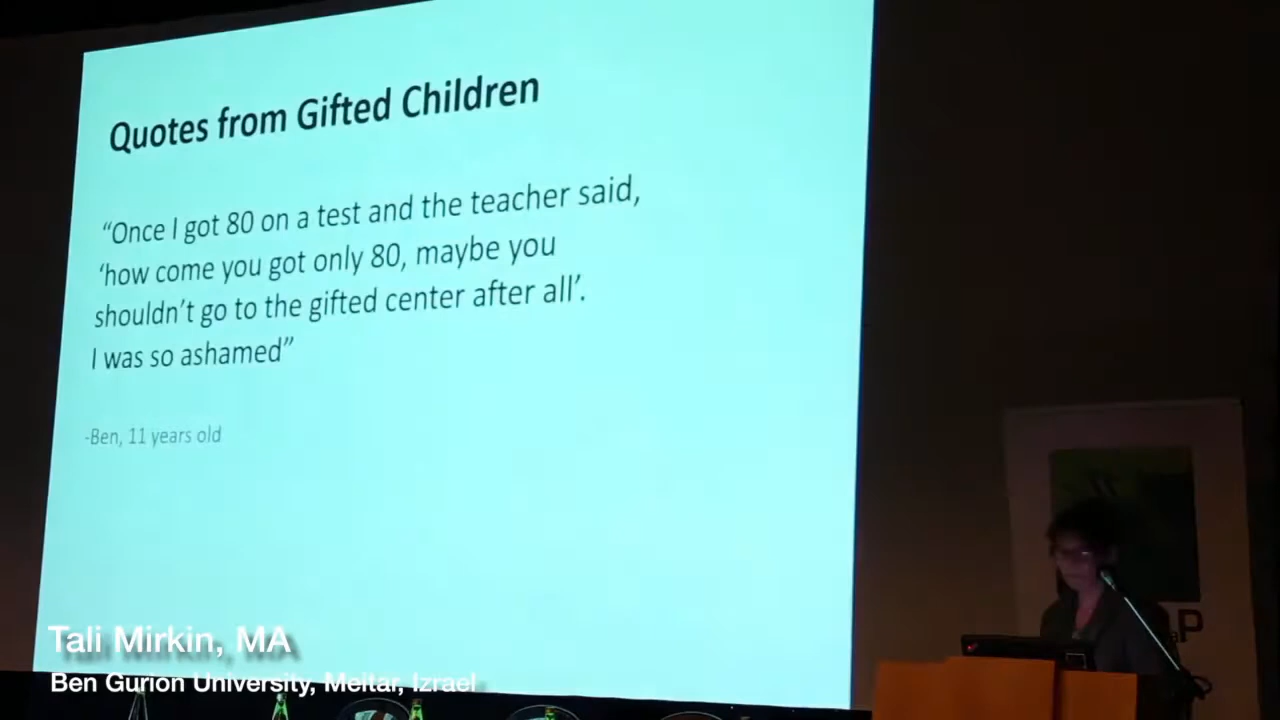 Quotes from Gifted Children
“Once I got 80 on a test and the teacher said,
‘how come you got only 80, maybe you
shouldn’t go to the gifted center after all’.
I was so ashamed”
-Ben, 11 years old
Tali Mirkin, MA
Ben Gurion University, Meitar, Izrael